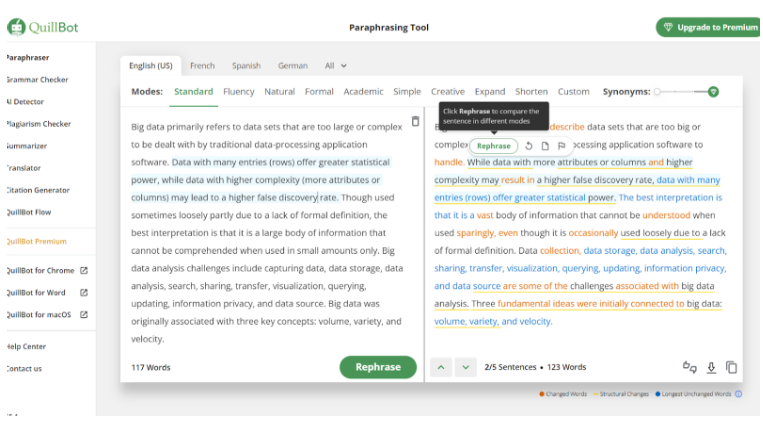 QuillBot
Paraphrasing Tool
Upgrade to Premium
Paraphraser
Grammar Checker
AI Detector
Plagiarism Checker
Summarizer
Translator
Citation Generator
QuillBot Flow
QuillBot Premium
QuillBot for Chrome
QuillBot for Word
QuillBot for macOS
Help Center
Contact us
English (US) French Spanish German All
Modes: Standard Fluency Natural Formal Academic Simple Creative Expand Shorten Custom Synonyms:
Big data primarily refers to data sets that are too large or complex
to be dealt with by traditional data-processing application
software. Data with many entries (rows) offer greater statistical
power, while data with higher complexity (more attributes or
columns) may lead to a higher false discovery rate. Though used
sometimes loosely partly due to a lack of formal definition, the
best interpretation is that it is a large body of information that
cannot be comprehended when used in small amounts only. Big
data analysis challenges include capturing data, data storage, data
analysis, search, sharing, transfer, visualization, querying,
updating, information privacy, and data source. Big data was
originally associated with three key concepts: volume, variety, and
velocity.
117 Words
Rephrase
Click Rephrase to compare the
sentence in different modes
describe data sets that are too big or
Rephrase
application software to
handle. While data with more attributes or columns and higher
complexity may result in a higher false discovery rate, data with many
entries (rows) offer greater statistical power. The best interpretation is
that it is a vast body of information that cannot be understood when
used sparingly, even though it is occasionally used loosely due to a lack
of formal definition. Data collection, data storage, data analysis, search,
sharing, transfer, visualization, querying, updating, information privacy,
and data source are some of the challenges associated with big data
analysis. Three fundamental ideas were initially connected to big data:
volume, variety, and velocity.
2/5 Sentences • 123 Words
Changed Words Structural Changes Longest Unchanged Words